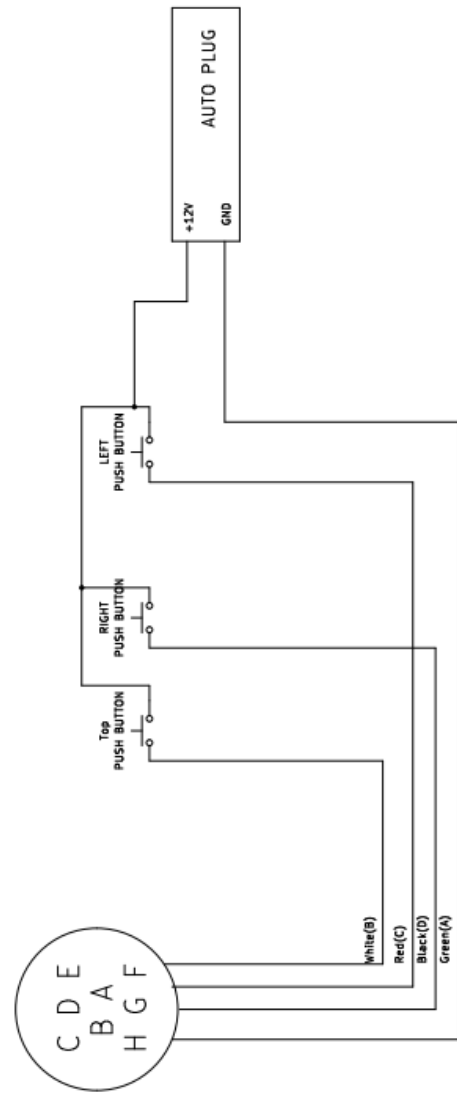 C D E
B A
H G F
Top
PUSH BUTTON
RIGHT
PUSH BUTTON
LEFT
PUSH BUTTON
+12V
GND
AUTO PLUG
White(B)
Red(C)
Black(D)
Green(A)